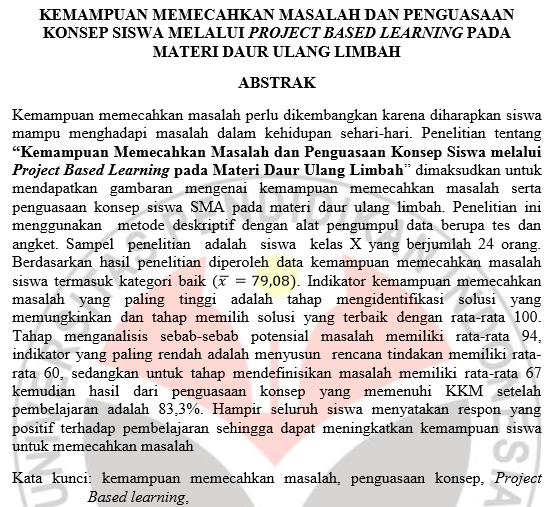 KEMAMPUAN MEMECAHKAN MASALAH DAN PENGUASAAN
KONSEP SISWA MELALUI PROJECT BASED LEARNING PADA
MATERI DAUR ULANG LIMBAH
ABSTRAK
Kemampuan memecahkan masalah perlu dikembangkan karena diharapkan siswa
mampu menghadapi masalah dalam kehidupan sehari-hari. Penelitian tentang
“Kemampuan Memecahkan Masalah dan Penguasaan Konsep Siswa melalui
Project Based Learning pada Materi Daur Ulang Limbah” dimaksudkan untuk
mendapatkan gambaran mengenai kemampuan memecahkan masalah serta
penguasaan konsep siswa SMA pada materi daur ulang limbah. Penelitian ini
menggunakan metode deskriptif dengan alat pengumpul data berupa tes dan
angket. Sampel penelitian adalah siswa kelas X yang berjumlah 24 orang.
Berdasarkan hasil penelitian diperoleh data kemampuan memecahkan masalah
siswa termasuk kategori baik (x̅ = 79,08). Indikator kemampuan memecahkan
masalah yang paling tinggi adalah tahap mengidentifkasi solusi yang
memungkinkan dan tahap memilih solusi yang terbaik dengan rata-rata 100.
Tahap menganalisis sebab-sebab potensial masalah memiliki rata-rata 94,
indikator yang paling rendah adalah menyusun rencana tindakan memiliki rata-
rata 60, sedangkan untuk tahap mendefinisikan masalah memiliki rata-rata 67
kemudian hasil dari penguasaan konsep yang memenuhi KKM setelah
pembelajaran adalah 83,3%. Hampir seluruh siswa menyatakan respon yang
positif terhadap pembelajaran sehingga dapat meningkatkan kemampuan siswa
untuk memecahkan masalah
Kata kunci: kemampuan memecahkan masalah, penguasaan konsep, Project
Based learning,